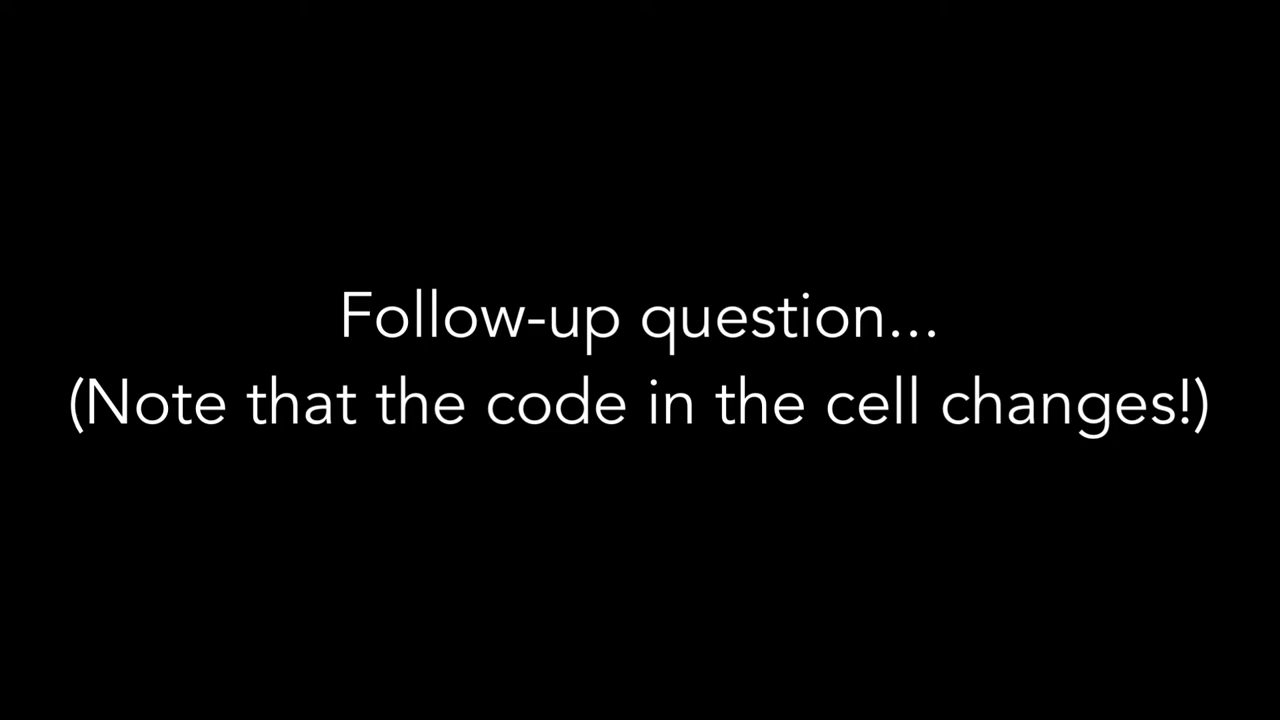 Follow-up question...
(Note that the code in the cell changes!)